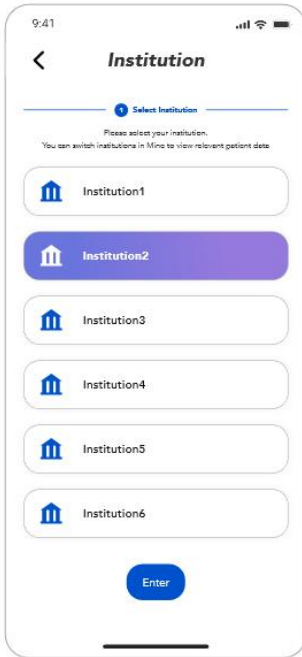 9:41
Institution
1 Select Institution
Please select your institution.
You can switch institutions in Mine to view relevant patient data
Institution1
Institution2
Institution3
Institution4
Institution5
Institution6
Enter